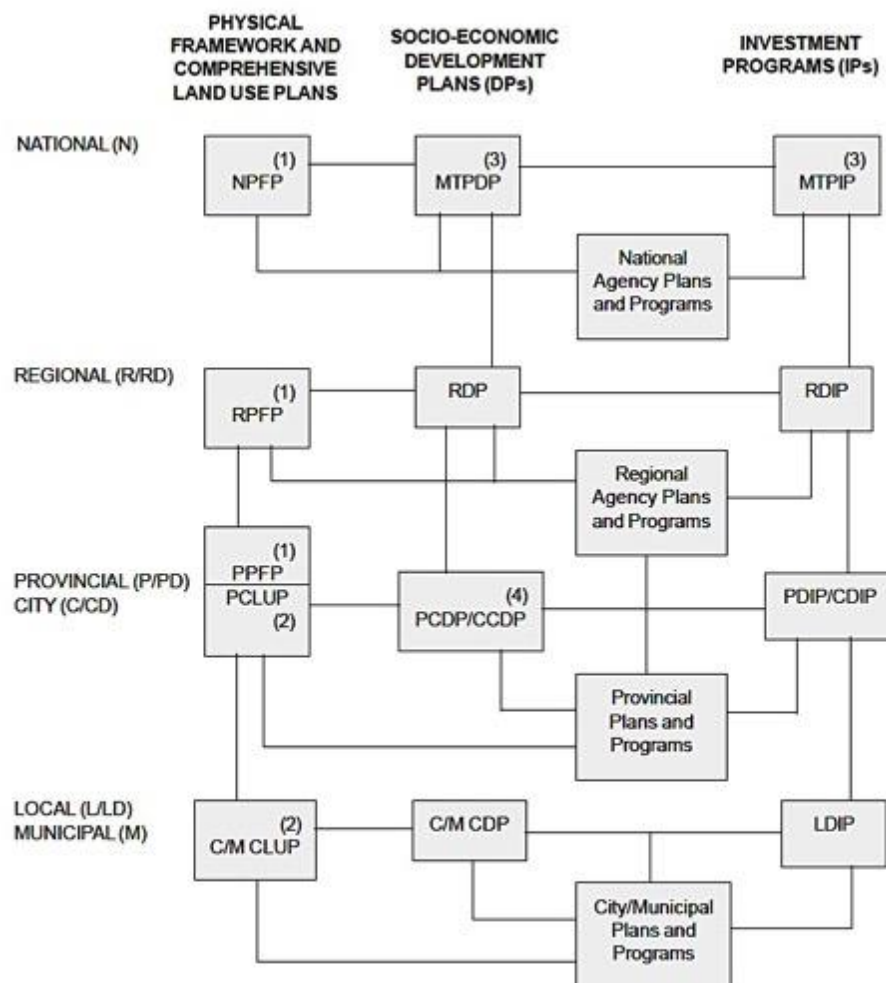 PHYSICAL
FRAMEWORK AND
COMPREHENSIVE
LAND USE PLANS
SOCIO-ECONOMIC
DEVELOPMENT
PLANS (DPs)
INVESTMENT
PROGRAMS (IPs)
NATIONAL (N)
(1)
NPFP
(3)
MTPDP
(3)
MTPIP
National
Agency Plans
and Programs
REGIONAL (R/RD)
(1)
RPFP
RDP
RDIP
Regional
Agency Plans
and Programs
PROVINCIAL (P/PD)
CITY (C/CD)
(1)
PPFP
PCLUP
(2)
(4)
PCDP/CCDP
PDIP/CDIP
Provincial
Plans and
Programs
LOCAL (L/LD)
MUNICIPAL (M)
(2)
C/M CLUP
C/M CDP
LDIP
City/Municipal
Plans and
Programs